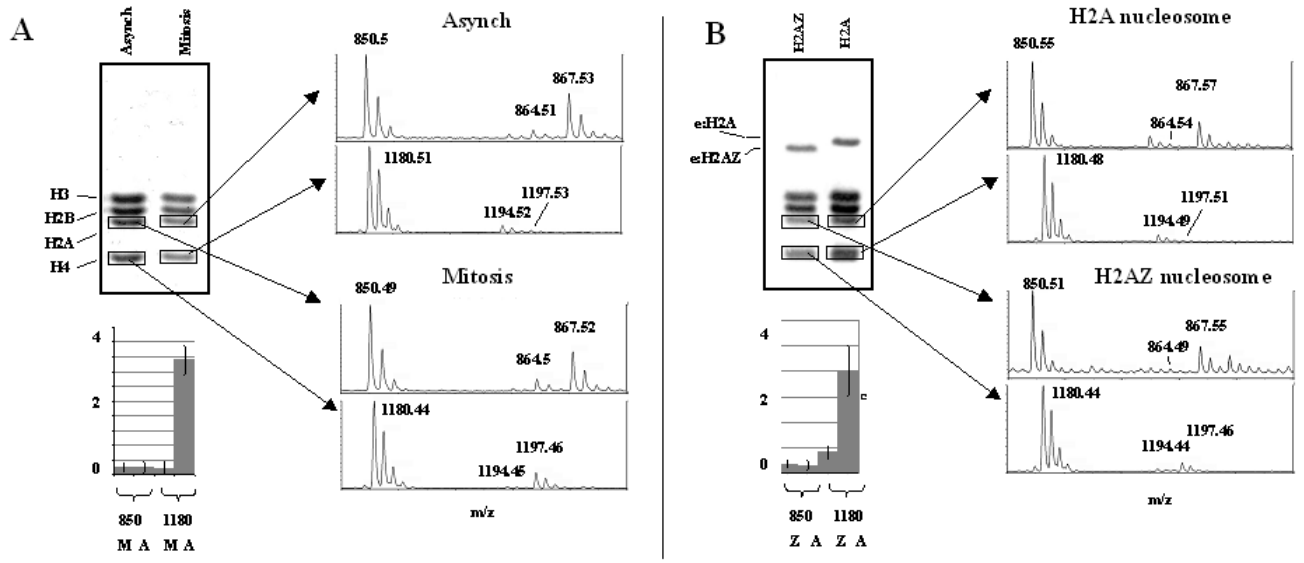 A
Asynch
Mitosis
H3
H2B
H2A
H4
4
2
0
850
1180
M A
M A
Asynch
850.5
867.53
864.51
1180.51
1197.53
1194.52
Mitosis
850.49
867.52
864.5
1180.44
1197.46
1194.45
m/z
B
H2AZ
H2A
e:H2A
e:H2AZ
4
2
0
850
1180
Z A
Z A
H2A nucleosome
850.55
867.57
864.54
1180.48
1197.51
1194.49
H2AZ nucleosome
850.51
867.55
864.49
1180.44
1197.46
1194.44
m/z